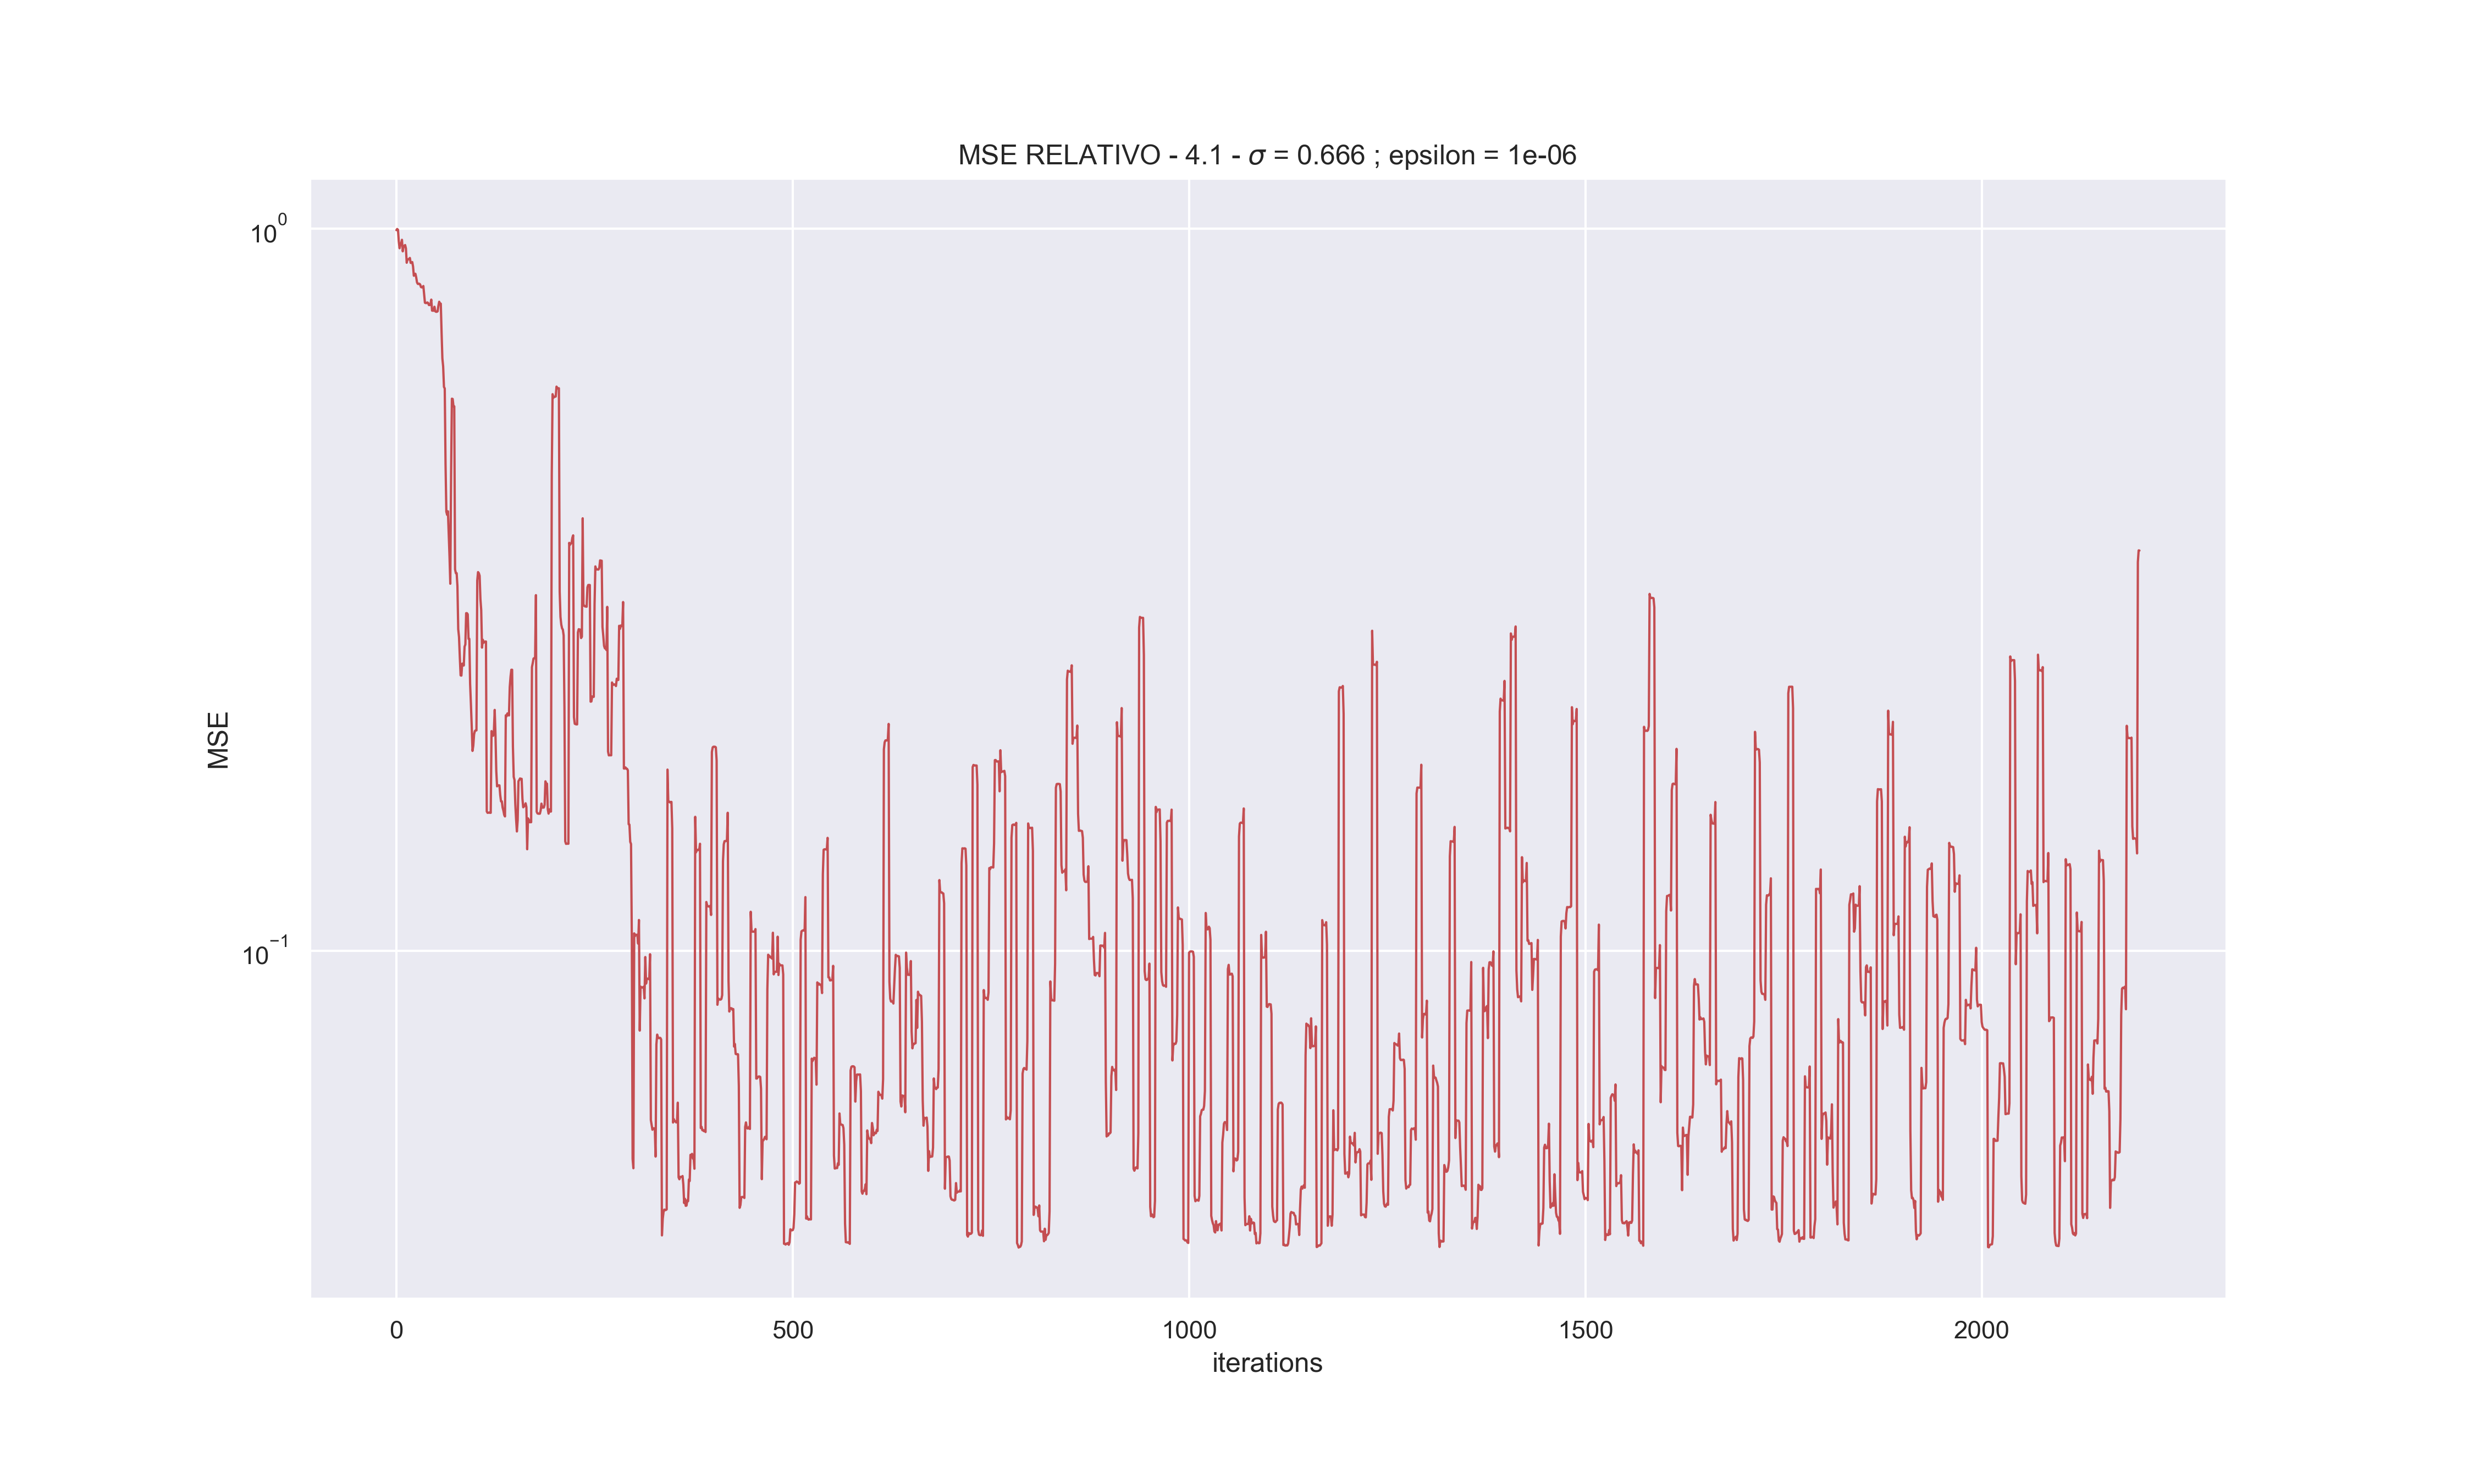 MSE RELATIVO - 4.1 - σ = 0.666 ; epsilon = 1e-06
10⁰
10⁻¹
MSE
0 500 1000 1500 2000
iterations